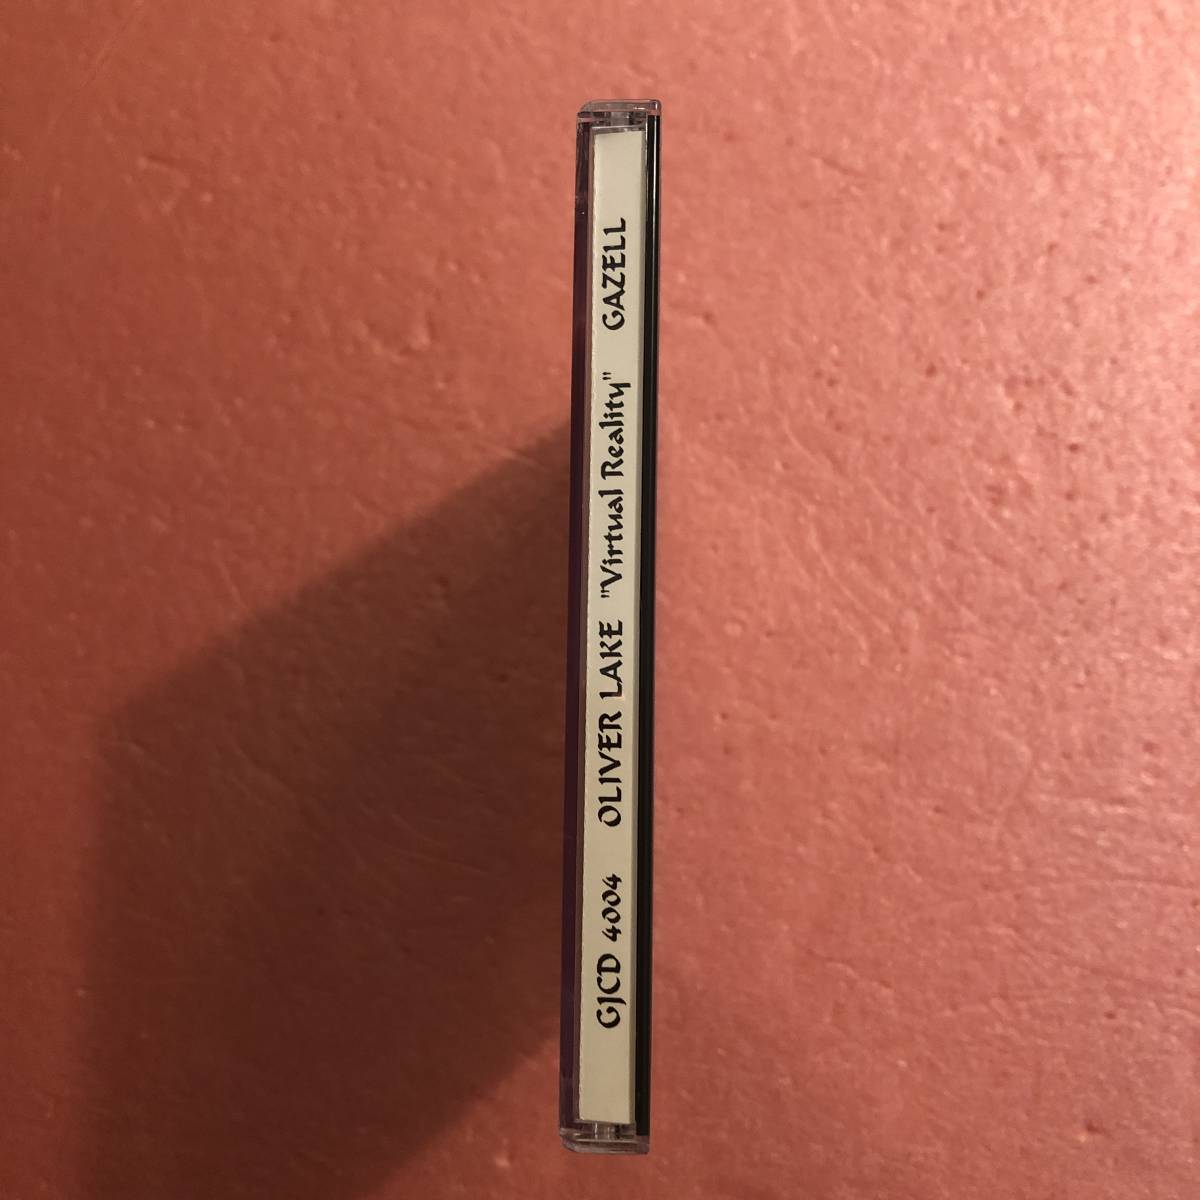 GJCD 4004 OLIVER LAKE "Virtual Reality" GAZELL